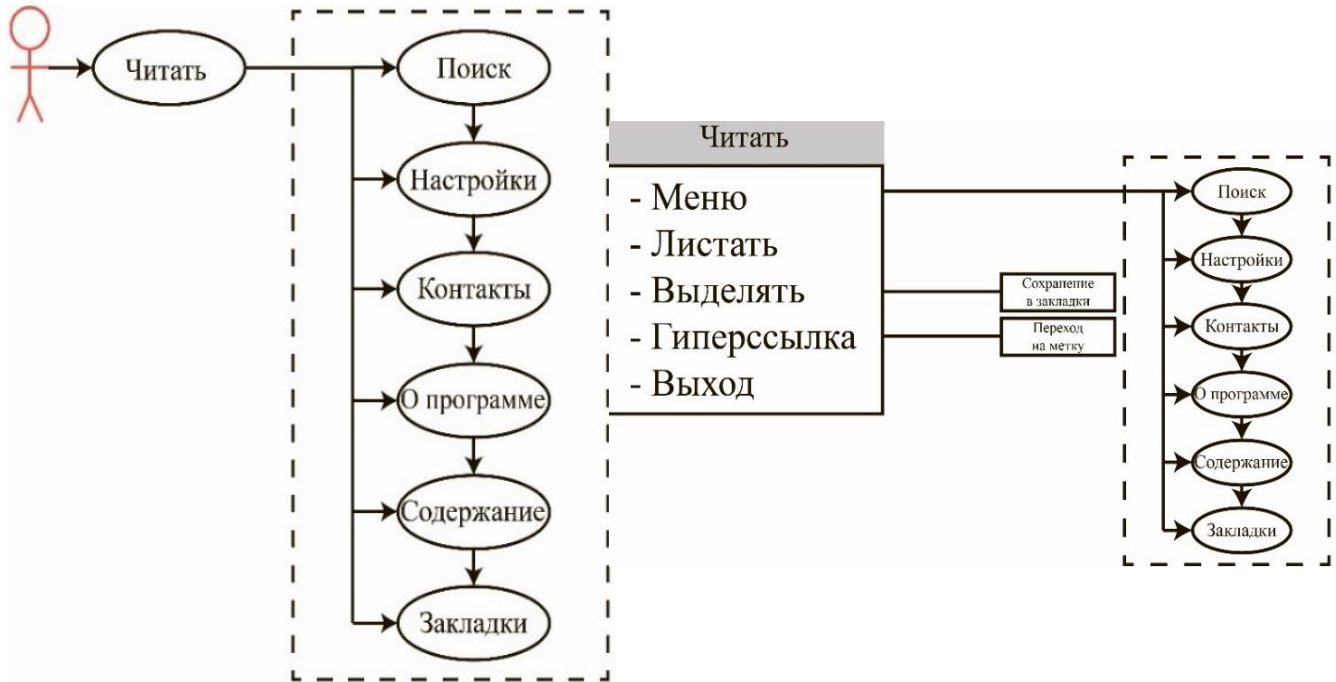 Читать
Поиск
Настройки
Контакты
О программе
Содержание
Закладки
Читать
- Меню
- Листать
- Выделять
- Гиперссылка
- Выход
Сохранение
в закладки
Переход
на метку
Поиск
Настройки
Контакты
О программе
Содержание
Закладки